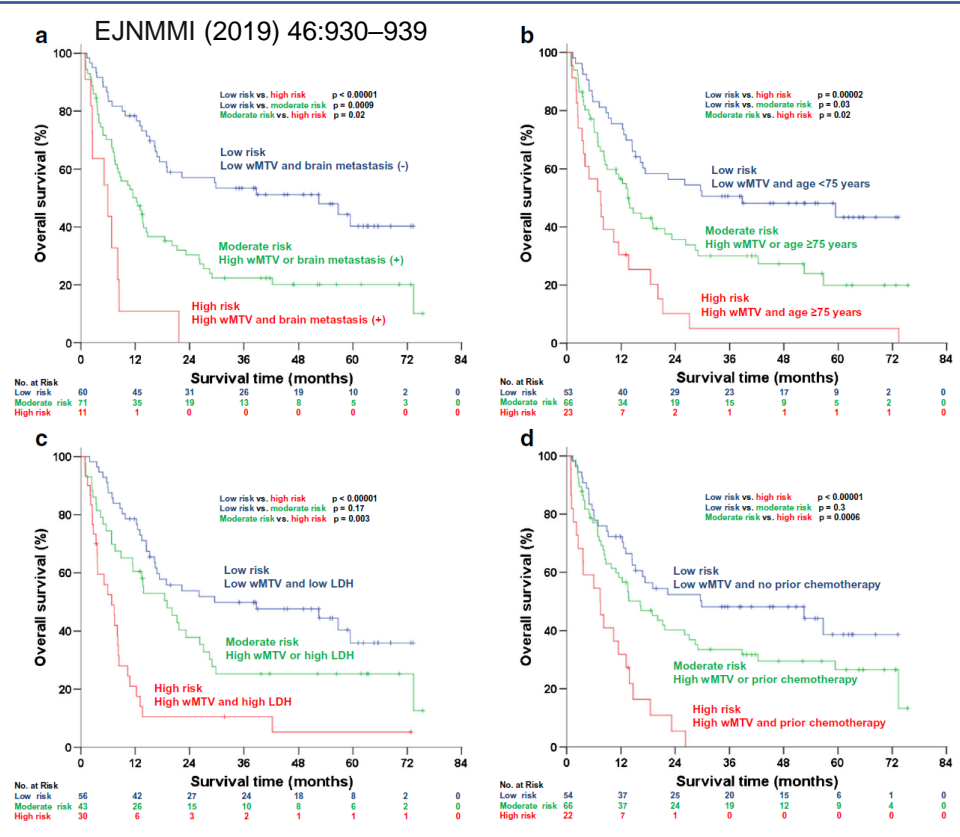 EJNMMI (2019) 46:930–939
a
Overall survival (%)
100
80
60
40
20
0
Low risk vs. high risk p < 0.00001
Low risk vs. moderate risk p = 0.0009
Moderate risk vs. high risk p = 0.02
Low risk
Low wMTV and brain metastasis (-)
Moderate risk
High wMTV or brain metastasis (+)
High risk
High wMTV and brain metastasis (+)
0 12 24 36 48 60 72 84
Survival time (months)
No. at Risk
Low risk 60 45 31 26 19 10 2 0
Moderate risk 71 35 19 13 8 5 3 0
High risk 11 1 0 0 0 0 0 0
b
Overall survival (%)
100
80
60
40
20
0
Low risk vs. high risk p = 0.00002
Low risk vs. moderate risk p = 0.03
Moderate risk vs. high risk p = 0.02
Low risk
Low wMTV and age <75 years
Moderate risk
High wMTV or age ≥75 years
High risk
High wMTV and age ≥75 years
0 12 24 36 48 60 72 84
Survival time (months)
No. at Risk
Low risk 53 40 29 23 17 9 2 0
Moderate risk 66 34 19 15 9 5 2 0
High risk 23 7 2 1 1 1 1 0
c
Overall survival (%)
100
80
60
40
20
0
Low risk vs. high risk p < 0.00001
Low risk vs. moderate risk p = 0.17
Moderate risk vs. high risk p = 0.003
Low risk
Low wMTV and low LDH
Moderate risk
High wMTV or high LDH
High risk
High wMTV and high LDH
0 12 24 36 48 60 72 84
Survival time (months)
No. at Risk
Low risk 56 42 27 24 18 8 2 0
Moderate risk 43 26 15 10 8 6 2 0
High risk 30 6 3 2 1 1 1 0
d
Overall survival (%)
100
80
60
40
20
0
Low risk vs. high risk p < 0.00001
Low risk vs. moderate risk p = 0.3
Moderate risk vs. high risk p = 0.0006
Low risk
Low wMTV and no prior chemotherapy
Moderate risk
High wMTV or prior chemotherapy
High risk
High wMTV and prior chemotherapy
0 12 24 36 48 60 72 84
Survival time (months)
No. at Risk
Low risk 54 37 25 20 15 6 1 0
Moderate risk 66 37 24 19 12 9 4 0
High risk 22 7 1 0 0 0 0 0